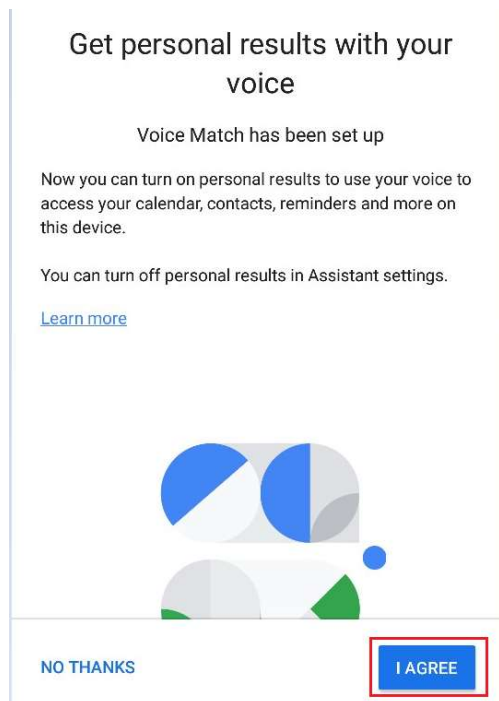 Get personal results with your
voice
Voice Match has been set up
Now you can turn on personal results to use your voice to
access your calendar, contacts, reminders and more on
this device.
You can turn off personal results in Assistant settings.
Learn more
NO THANKS
I AGREE